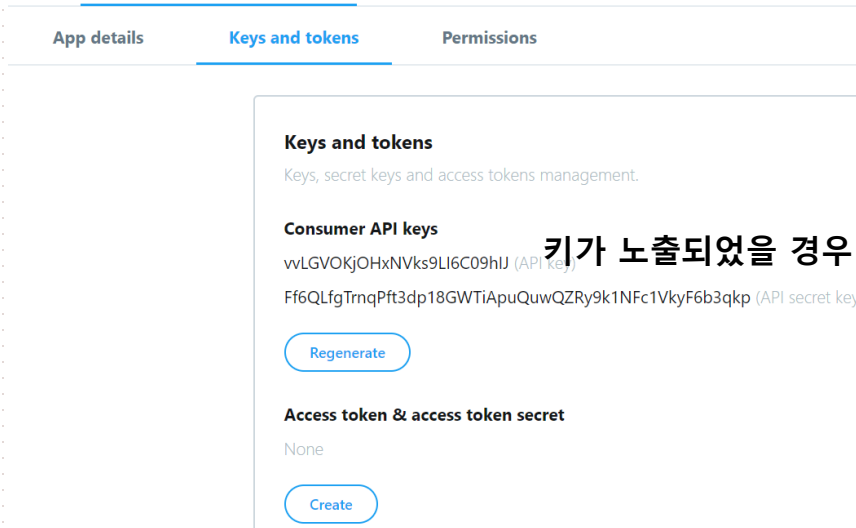 App details Keys and tokens Permissions
Keys and tokens
Keys, secret keys and access tokens management.
Consumer API keys
키가 노출되었을 경우
vvLGVOKjOHxNVks9LI6C09hIJ (API key)
Ff6QLfgTrnqPft3dp18GWTiApuQuwQZRy9k1NFc1VkyF6b3qkp (API secret key
Regenerate
Access token & access token secret
None
Create